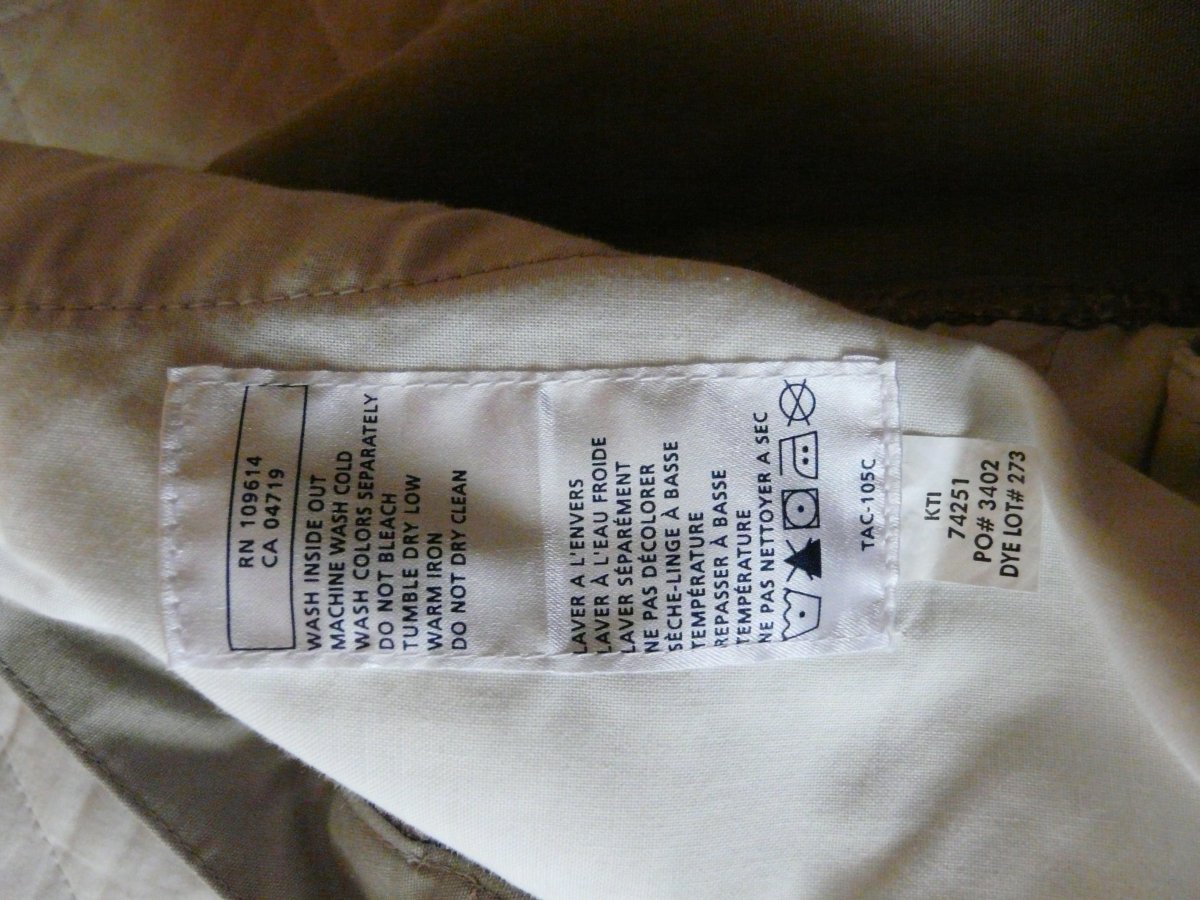 RN 109614
CA 04719
WASH INSIDE OUT
MACHINE WASH COLD
WASH COLORS SEPARATELY
DO NOT BLEACH
TUMBLE DRY LOW
WARM IRON
DO NOT DRY CLEAN
LAVER A L'ENVERS
LAVER À L'EAU FROIDE
LAVER SÉPARÉMENT
NE PAS DÉCOLORER
SÈCHE-LINGE À BASSE
TEMPÉRATURE
REPASSER À BASSE
TEMPÉRATURE
NE PAS NETTOYER A SEC
TAC-105C
KTI
74251
PO# 3402
DYE LOT# 273